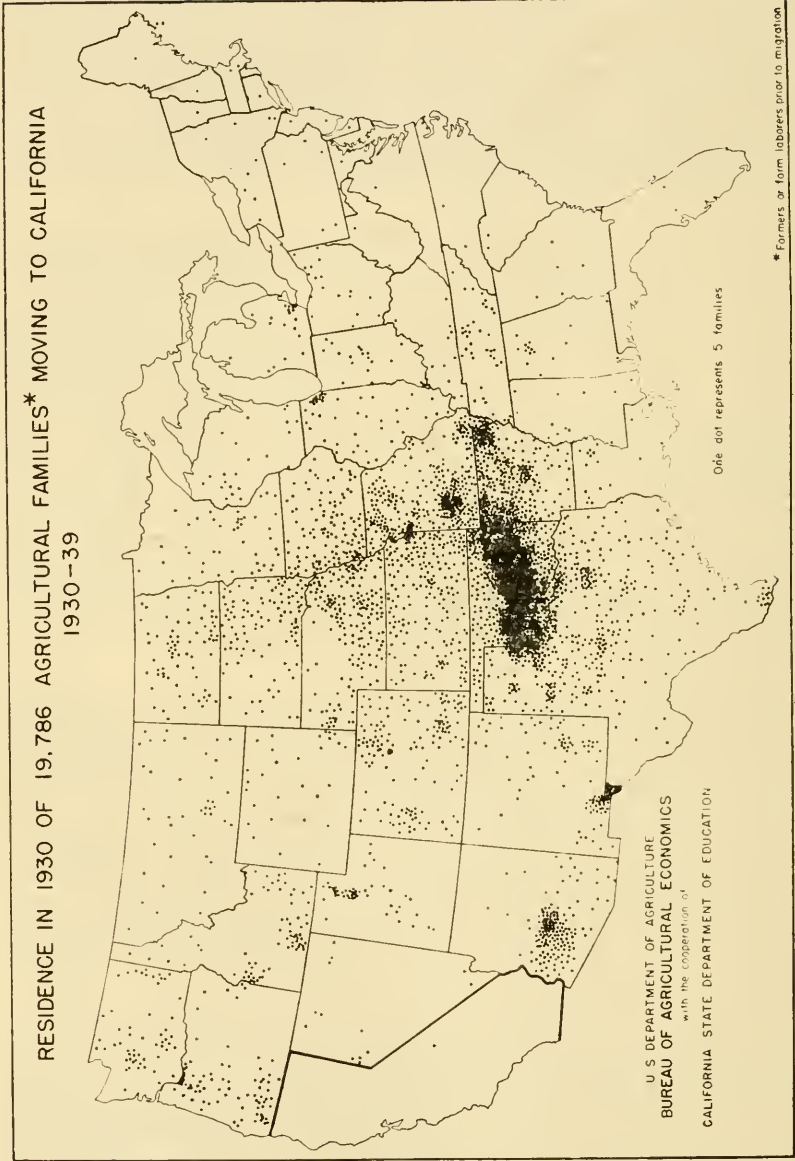 RESIDENCE IN 1930 OF 19,786 AGRICULTURAL FAMILIES* MOVING TO CALIFORNIA
1930-39
One dot represents 5 families
U S DEPARTMENT OF AGRICULTURE
BUREAU OF AGRICULTURAL ECONOMICS
with the cooperation of
CALIFORNIA STATE DEPARTMENT OF EDUCATION
* Farmers or farm laborers prior to migration